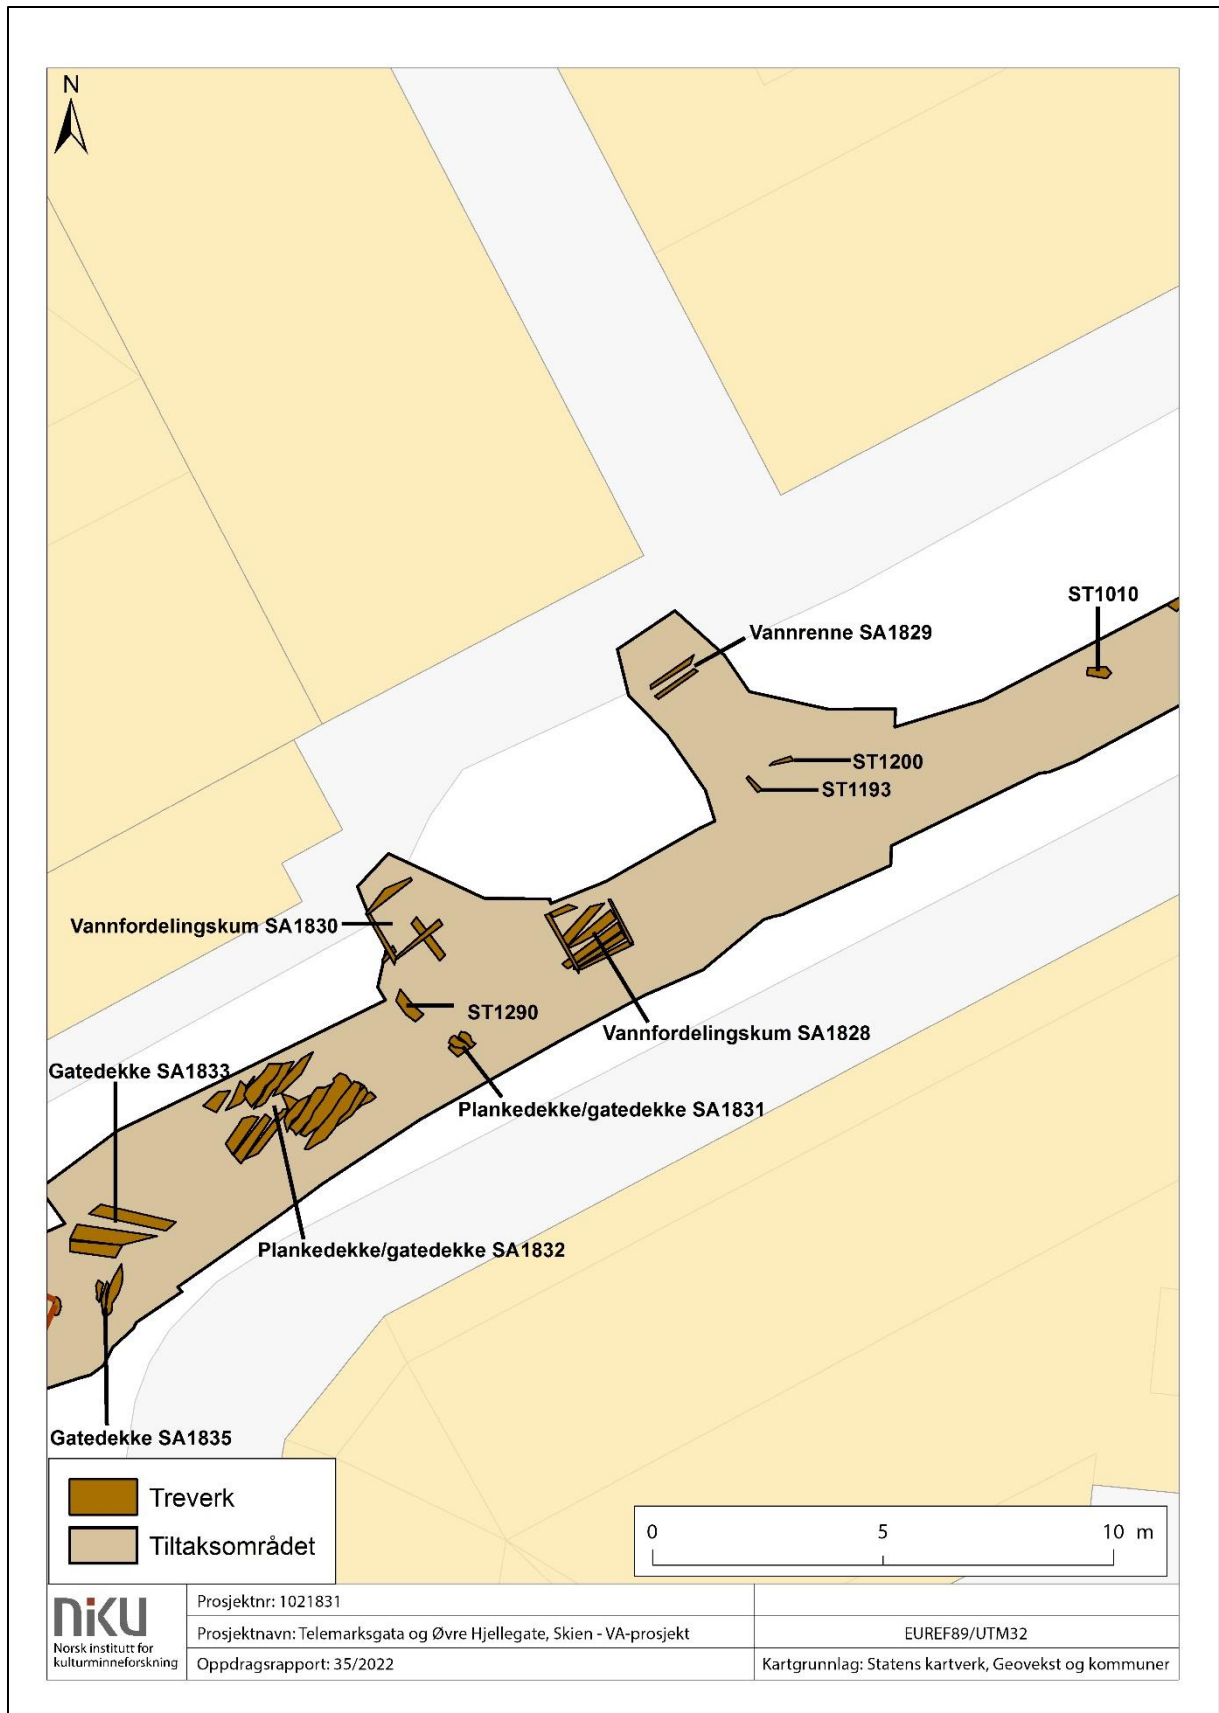 N
ST1010
Vannrenne SA1829
ST1200
ST1193
Vannfordelingskum SA1830
ST1290
Vannfordelingskum SA1828
Gatedekke SA1833
Plankedekke/gatedekke SA1831
Plankedekke/gatedekke SA1832
Gatedekke SA1835
Treverk
Tiltaksområdet
0 5 10 m
niKU
Norsk institutt for
kulturminneforskning
Prosjektnr: 1021831
Prosjektnavn: Telemarksgata og Øvre Hjellegate, Skien - VA-prosjekt
EUREF89/UTM32
Oppdragsrapport: 35/2022
Kartgrunnlag: Statens kartverk, Geovekst og kommuner